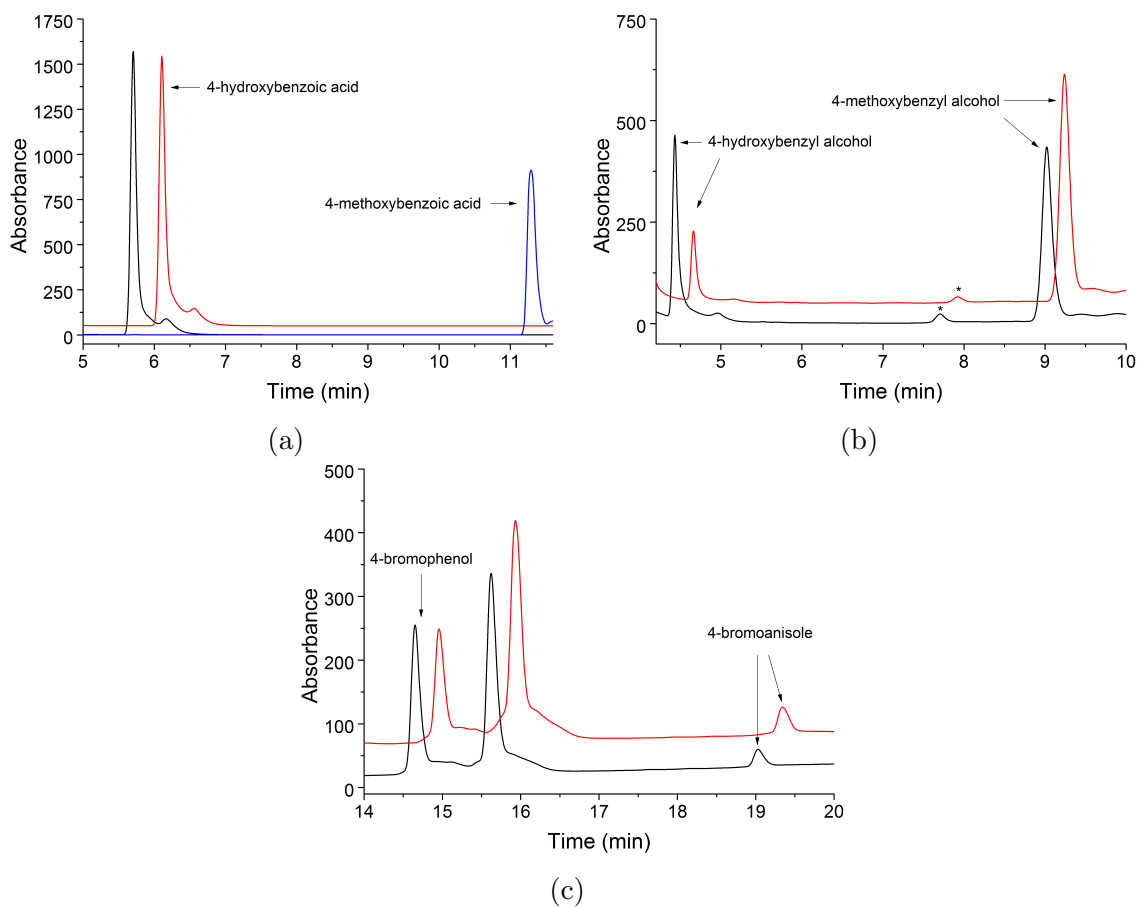 1750
1500
1250
1000
750
500
250
0
Absorbance
4-hydroxybenzoic acid
4-methoxybenzoic acid
5 6 7 8 9 10 11
Time (min)
(a)
750
500
250
0
Absorbance
4-methoxybenzyl alcohol
4-hydroxybenzyl alcohol
*
*
5 6 7 8 9 10
Time (min)
(b)
500
400
300
200
100
0
Absorbance
4-bromophenol
4-bromoanisole
14 15 16 17 18 19 20
Time (min)
(c)